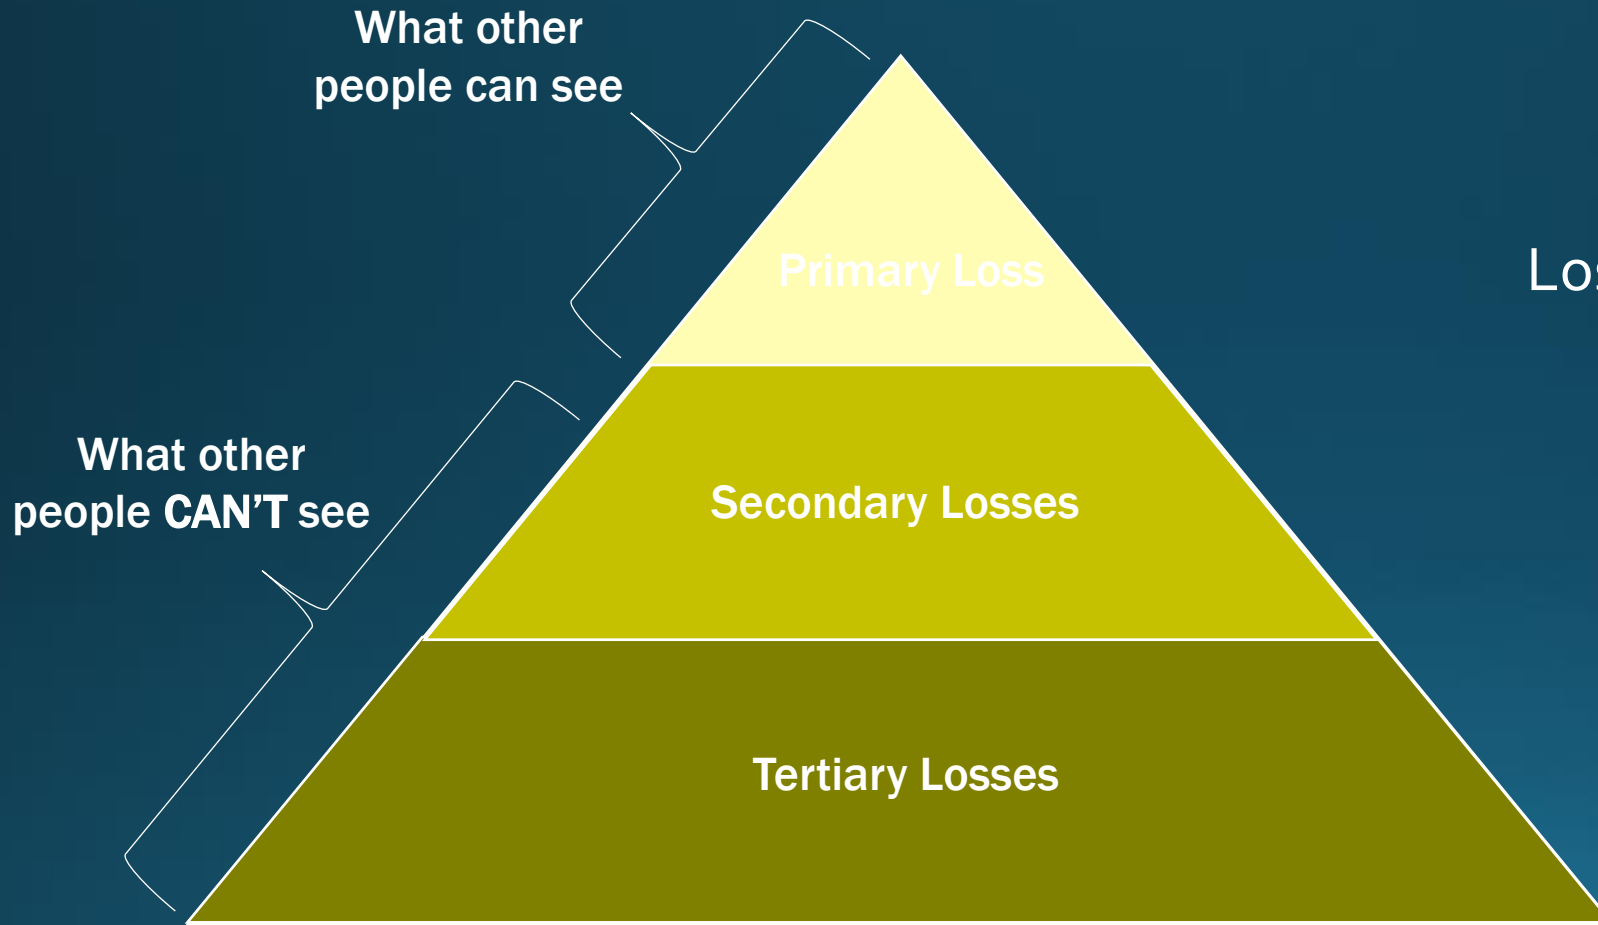 What other
people can see
Primary Loss
What other
people CAN'T see
Secondary Losses
Tertiary Losses